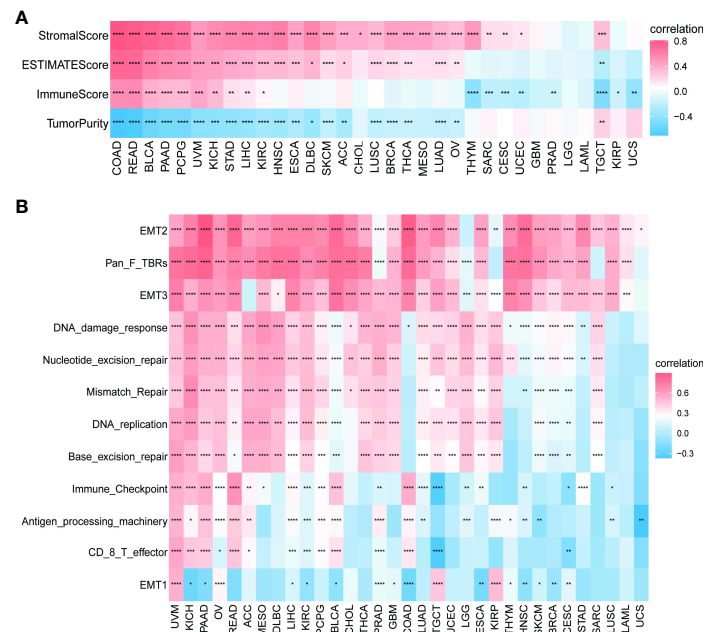 A
StromalScore
ESTIMATEScore
ImmuneScore
TumorPurity
correlation
0.8
0.4
0.0
−0.4
COAD READ BLCA PAAD PCPG UVM KICH STAD LIHC KIRC HNSC ESCA DLBC SKCM ACC CHOL LUSC BRCA THCA MESO LUAD OV THYM SARC CESC UCEC GBM PRAD LGG LAML TGCT KIRP UCS
B
EMT2
Pan_F_TBRs
EMT3
DNA_damage_response
Nucleotide_excision_repair
Mismatch_Repair
DNA_replication
Base_excision_repair
Immune_Checkpoint
Antigen_processing_machinery
CD_8_T_effector
EMT1
correlation
0.6
0.3
0.0
−0.3
UVM KICH PAAD OV READ ACC MESO DLBC LIHC KIRC PCPG BLCA CHOL THCA PRAD GBM COAD LUAD TGCT UCEC LGG ESCA KIRP THYM HNSC SKCM BRCA CESC STAD SARC LUSC LAML UCS